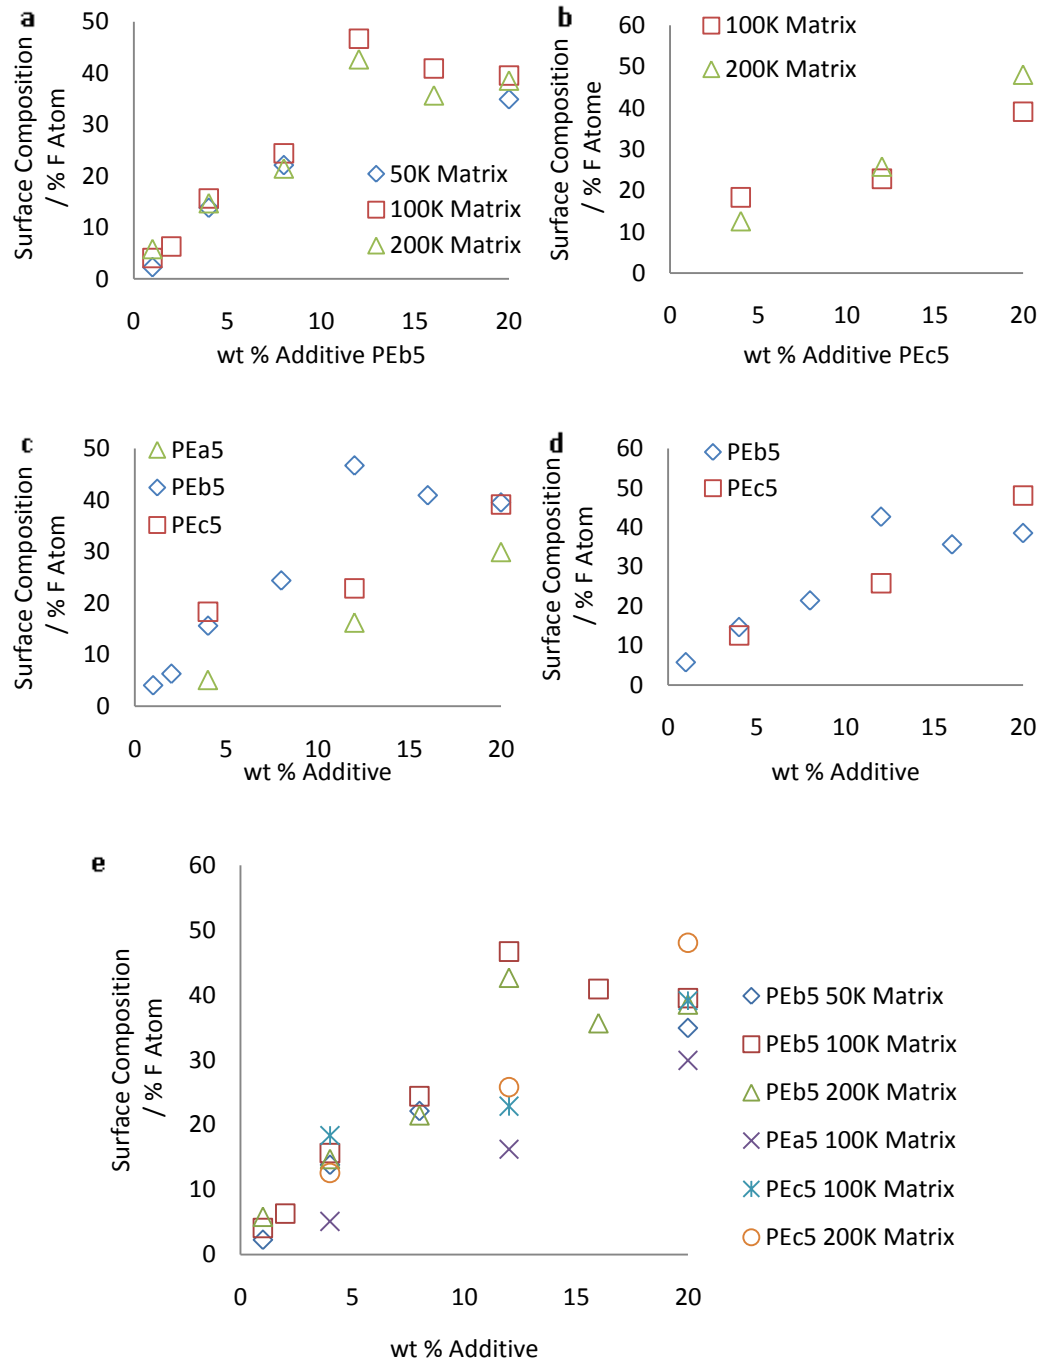 a
Surface Composition
/ % F Atom
50
40
30
20
10
0
50K Matrix
100K Matrix
200K Matrix
0 5 10 15 20
wt % Additive PEb5
b
Surface Composition
/ % F Atome
60
50
40
30
20
10
0
100K Matrix
200K Matrix
0 5 10 15 20
wt % Additive PEc5
c
Surface Composition
/ % F Atom
50
40
30
20
10
0
PEa5
PEb5
PEc5
0 5 10 15 20
wt % Additive
d
Surface Composition
/ % F Atom
60
50
40
30
20
10
0
PEb5
PEc5
0 5 10 15 20
wt % Additive
e
Surface Composition
/ % F Atom
60
50
40
30
20
10
0
PEb5 50K Matrix
PEb5 100K Matrix
PEb5 200K Matrix
PEa5 100K Matrix
PEc5 100K Matrix
PEc5 200K Matrix
0 5 10 15 20
wt % Additive